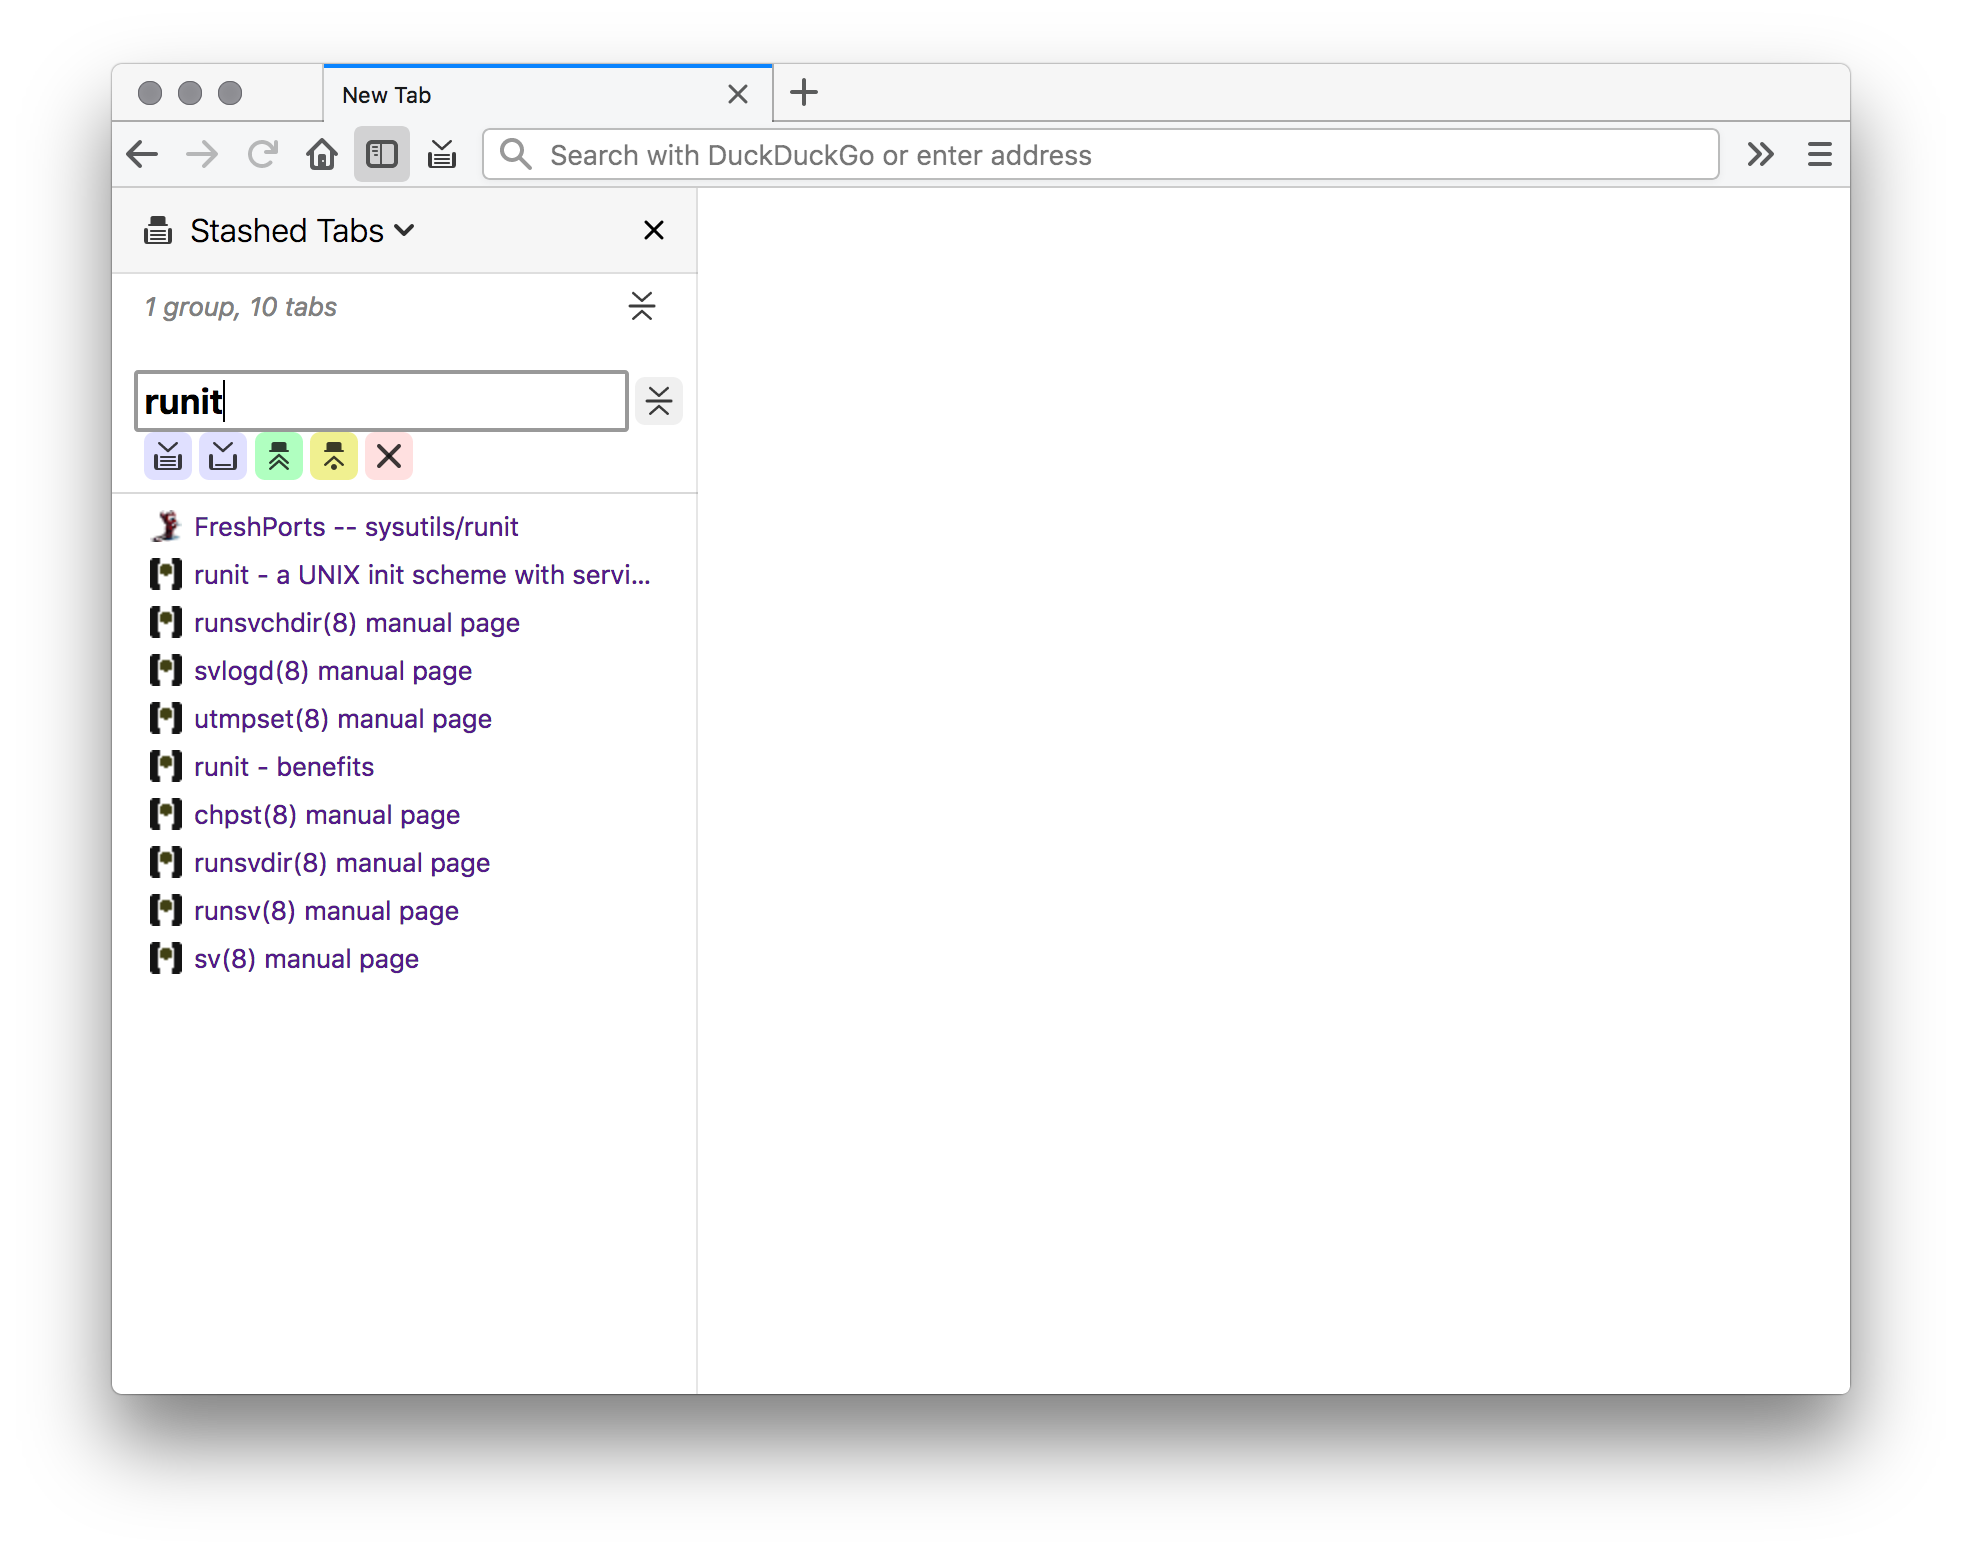 New Tab
Search with DuckDuckGo or enter address
Stashed Tabs
1 group, 10 tabs
runit
FreshPorts -- sysutils/runit
runit - a UNIX init scheme with servi...
runsvchdir(8) manual page
svlogd(8) manual page
utmpset(8) manual page
runit - benefits
chpst(8) manual page
runsvdir(8) manual page
runsv(8) manual page
sv(8) manual page